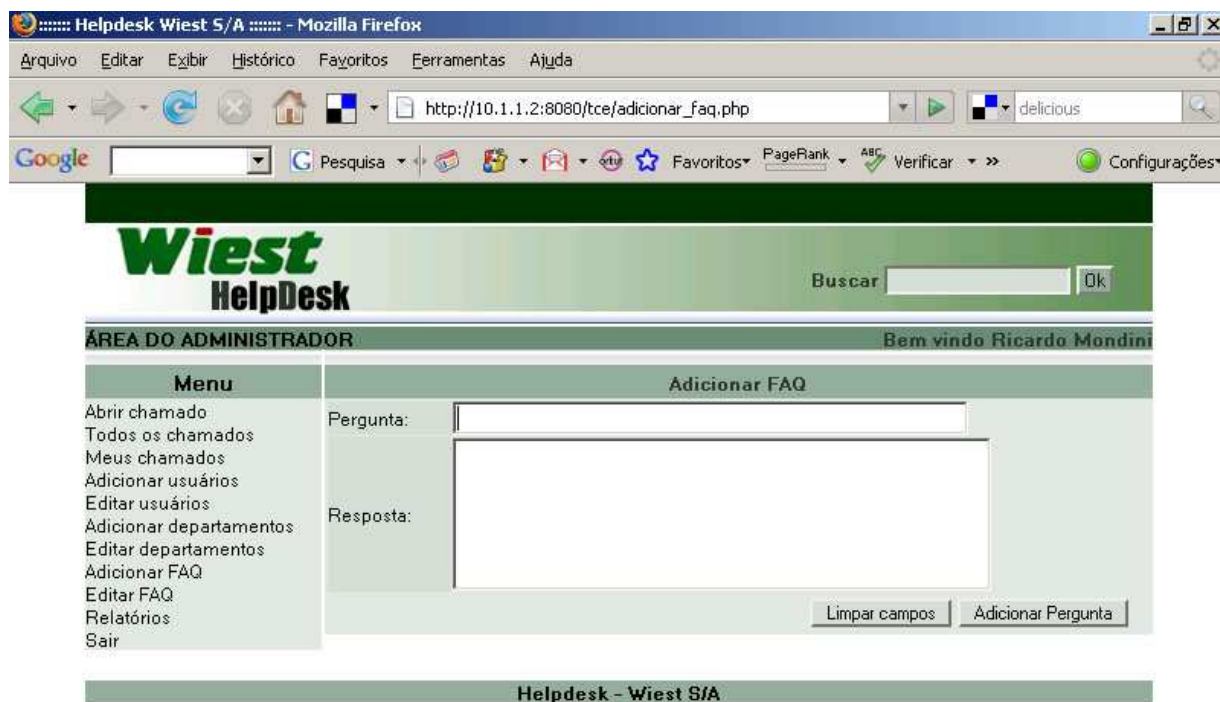 ::::::: Helpdesk Wiest S/A ::::::: - Mozilla Firefox
Arquivo Editar Exibir Histórico Favoritos Ferramentas Ajuda
http://10.1.1.2:8080/tce/adicionar_faq.php delicious
Google Pesquisa Favoritos PageRank ABC Verificar » Configurações
Wiest
HelpDesk
Buscar Ok
ÁREA DO ADMINISTRADOR Bem vindo Ricardo Mondini
Menu Adicionar FAQ
Abrir chamado
Todos os chamados
Meus chamados
Adicionar usuários
Editar usuários
Adicionar departamentos
Editar departamentos
Adicionar FAQ
Editar FAQ
Relatórios
Sair
Pergunta:
Resposta:
Limpar campos Adicionar Pergunta
Helpdesk - Wiest S/A